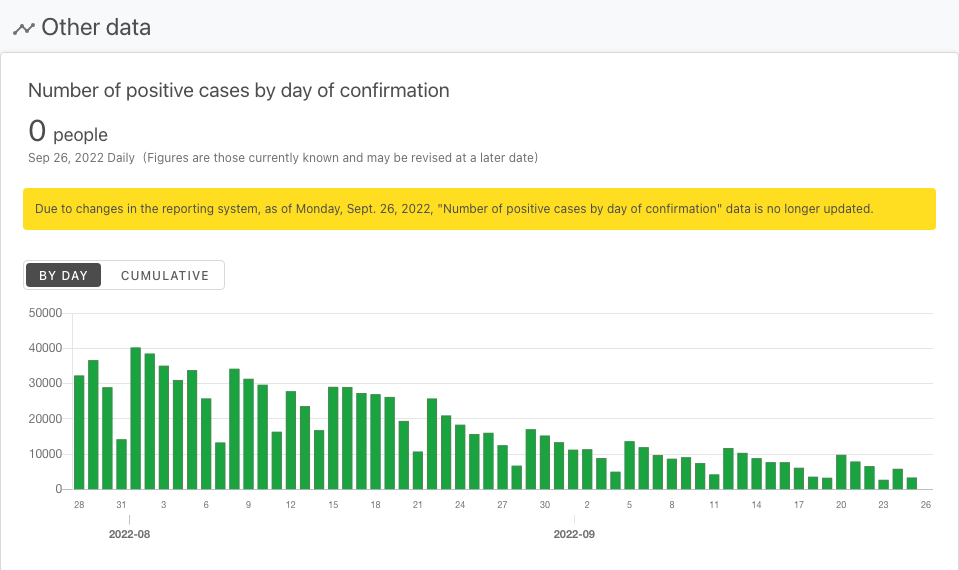 Other data
Number of positive cases by day of confirmation
0 people
Sep 26, 2022 Daily (Figures are those currently known and may be revised at a later date)
Due to changes in the reporting system, as of Monday, Sept. 26, 2022, "Number of positive cases by day of confirmation" data is no longer updated.
BY DAY CUMULATIVE
50000
40000
30000
20000
10000
0
28 31 3 6 9 12 15 18 21 24 27 30 2 5 8 11 14 17 20 23 26
2022-08 2022-09